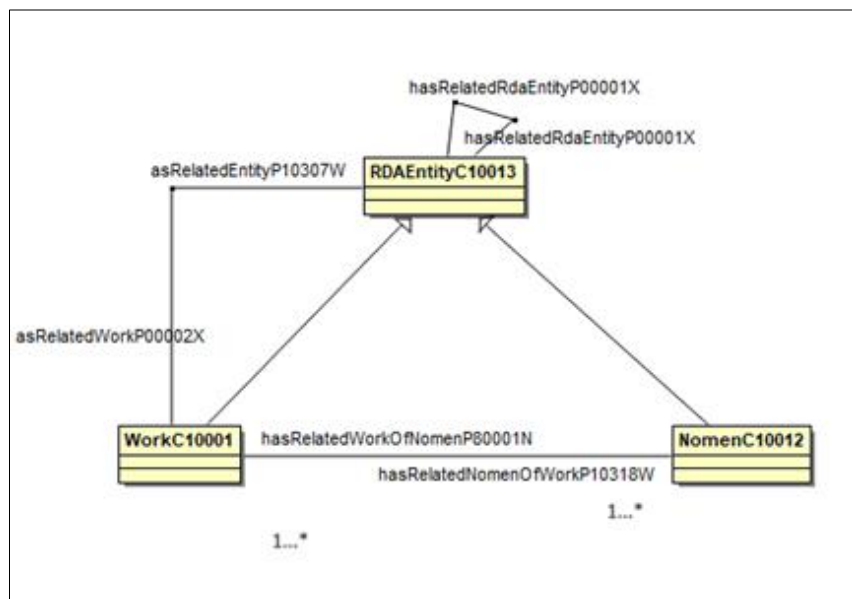 hasRelatedRdaEntityP00001X
hasRelatedRdaEntityP00001X
asRelatedEntityP10307W
RDAEntityC10013
asRelatedWorkP00002X
WorkC10001
hasRelatedWorkOfNomenP80001N
NomenC10012
hasRelatedNomenOfWorkP10318W
1...*
1...*